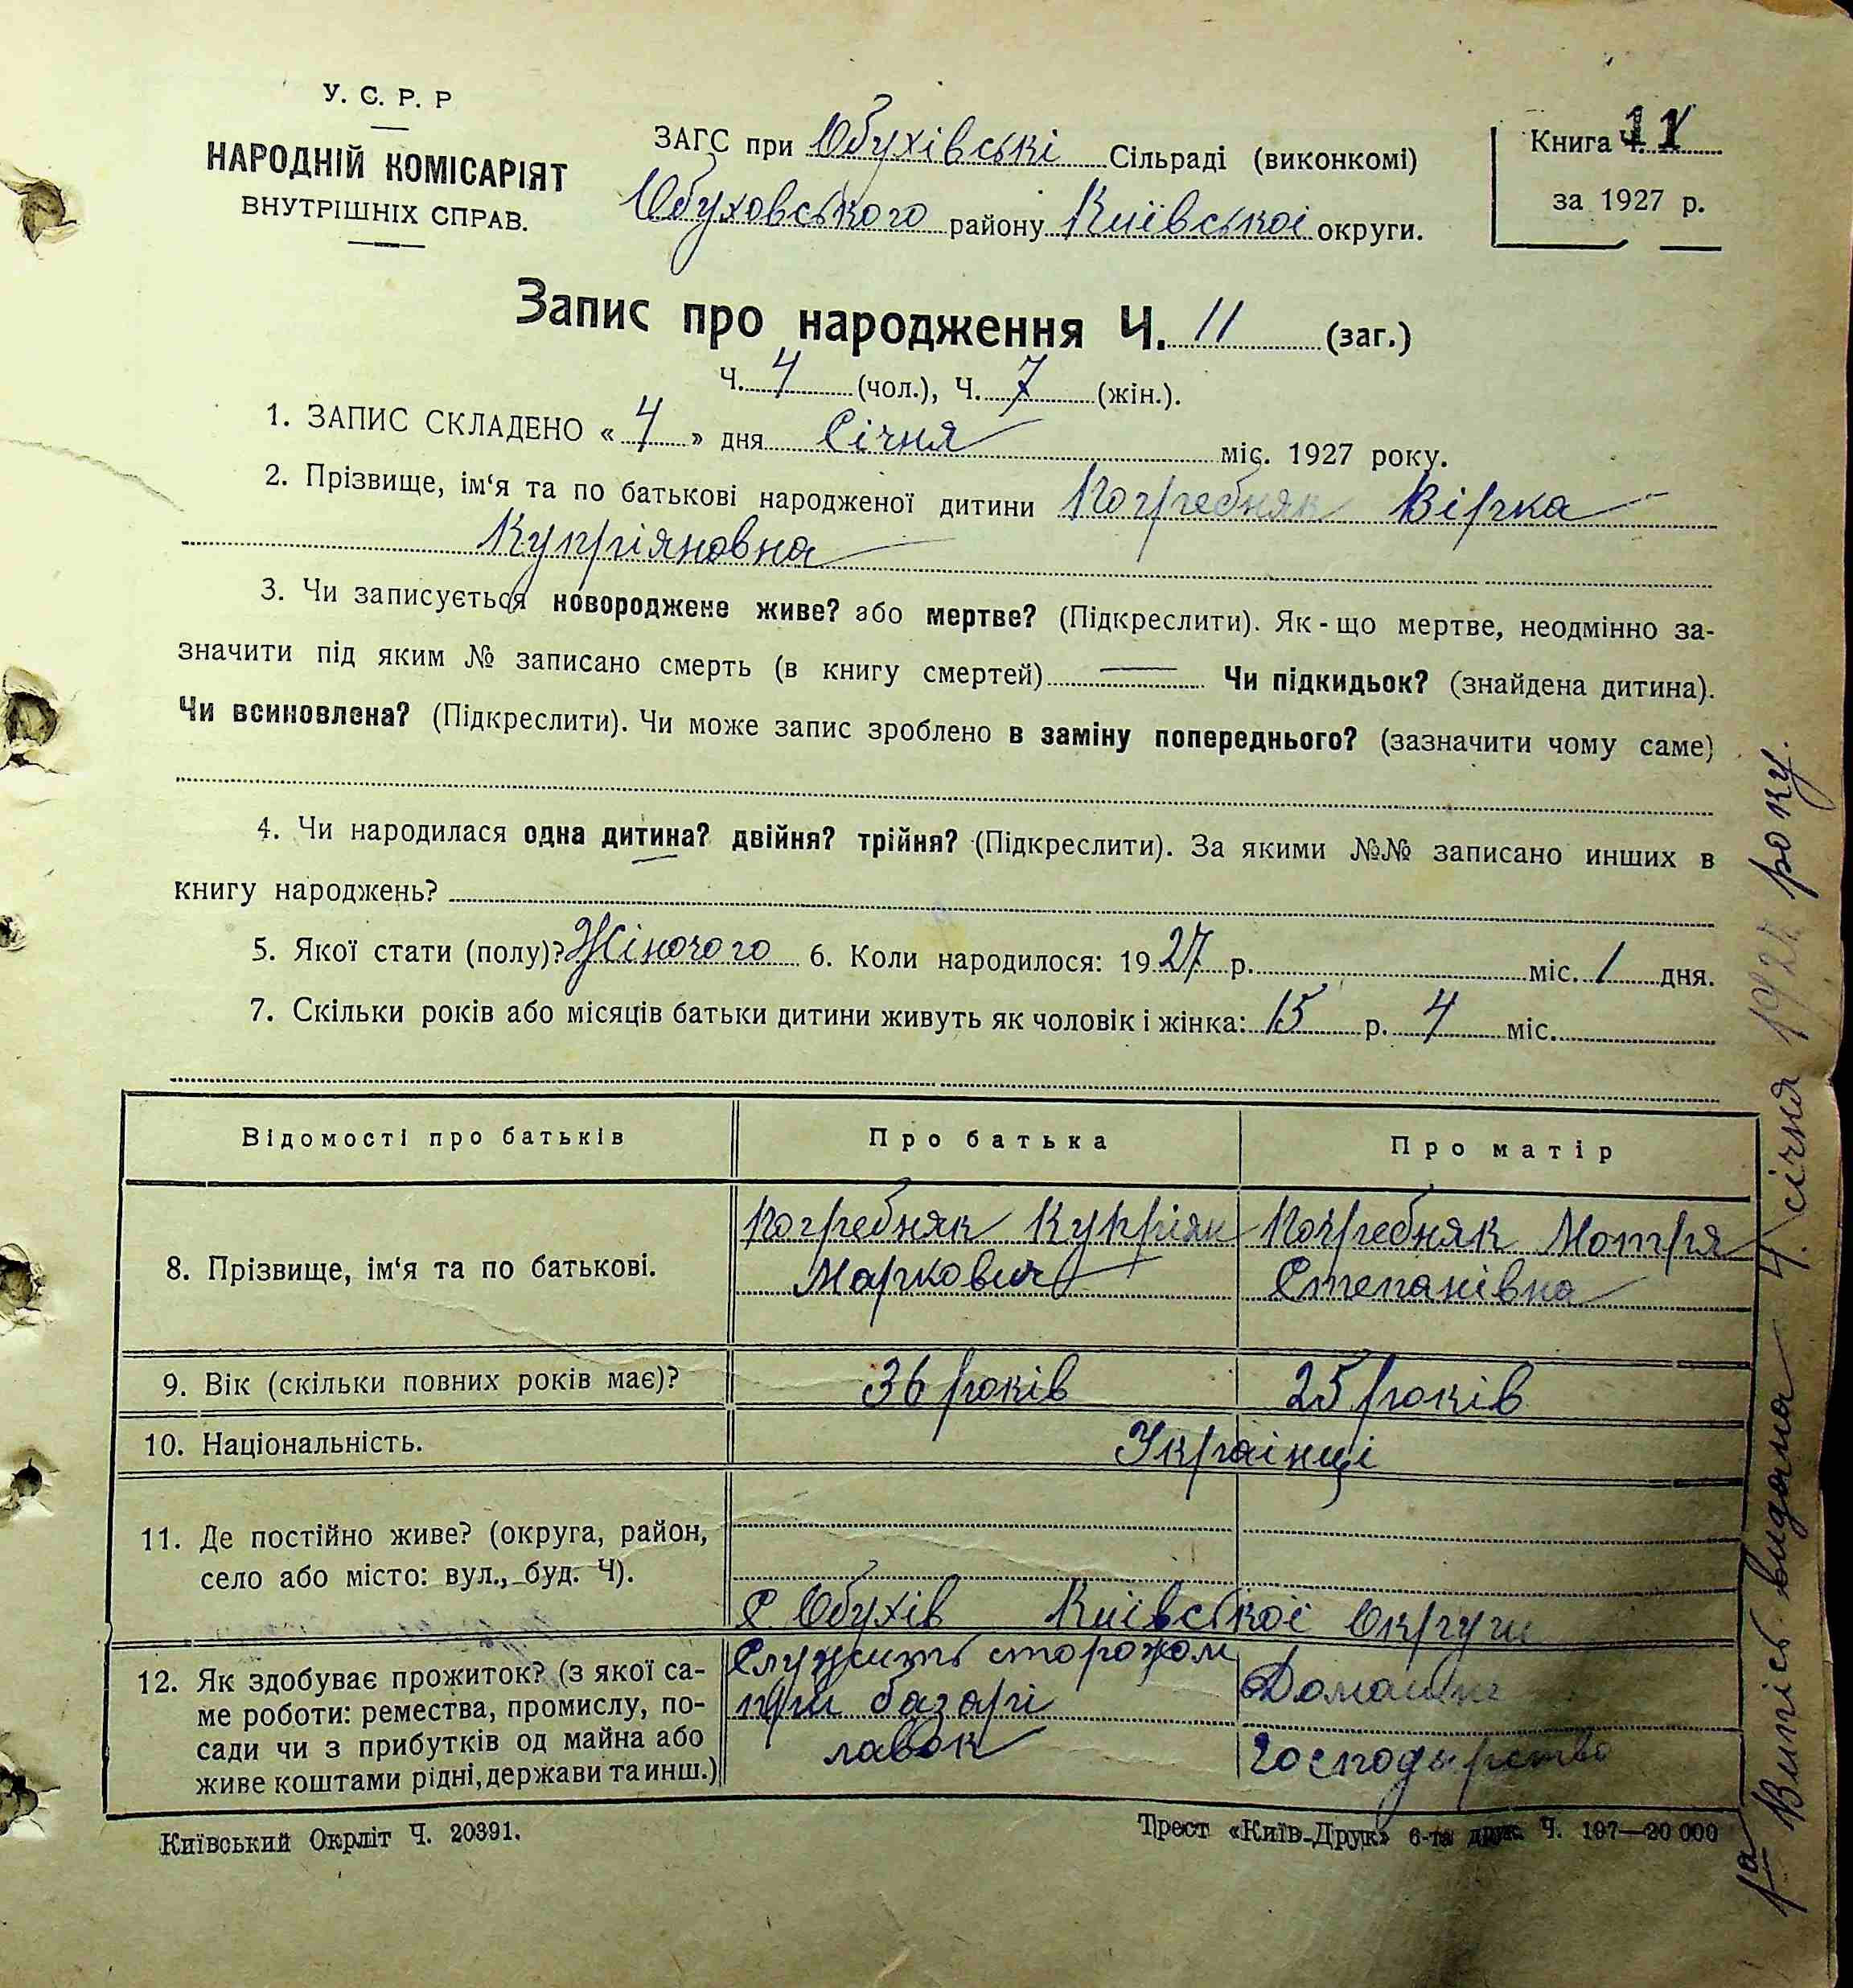 У. С. Р. Р
НАРОДНІЙ КОМІСАРІЯТ
ВНУТРІШНІХ СПРАВ.
ЗАГС при Обухівські Сільраді (виконкомі)
Обуховського району Київськоі округи.
Книга Ч.
за 1927 р.
Запис про народження Ч. 11 (заг.)
Ч. 4 (чол.), Ч. 7 (жін.).
1. ЗАПИС СКЛАДЕНО « 4 » дня Січня міс. 1927 року.
2. Прізвище, ім‘я та по батькові народженої дитини Погребняк Вірка
Купріяновна
3. Чи записується новороджене живе? або мертве? (Підкреслити). Як-що мертве, неодмінно за-
значити під яким № записано смерть (в книгу смертей) — Чи підкидьок? (знайдена дитина).
Чи всиновлена? (Підкреслити). Чи може запис зроблено в заміну попереднього? (зазначити чому саме)
4. Чи народилася одна дитина? двійня? трійня? (Підкреслити). За якими №№ записано инших в
книгу народжень?
5. Якої стати (полу)? Жіночого 6. Коли народилося: 1927 р. міс. 1 дня.
7. Скільки років або місяців батьки дитини живуть як чоловік і жінка: 15 р. 4 міс.
Відомості про батьків Про батька Про матір
8. Прізвище, ім‘я та по батькові.
Погребняк Купріян
Маркович
Погребняк Мотря
Степанівна
9. Вік (скільки повних років має)? 36 років 25 років
10. Національність. Украінці
11. Де постійно живе? (округа, район,
село або місто: вул., буд. Ч).
С. Обухів Київської Округи
12. Як здобуває прожиток? (з якої са-
ме роботи: ремества, промислу, по-
сади чи з прибутків од майна або
живе коштами рідні, держави та инш.)
Служить сторожом
при базарі
лавок
Домашнє
Господырство
Київський Окрліт Ч. 20391.
Трест «Київ-Друк» 6-та друк. Ч. 197—20 000
Випісь видана 4. січня 1927 року.